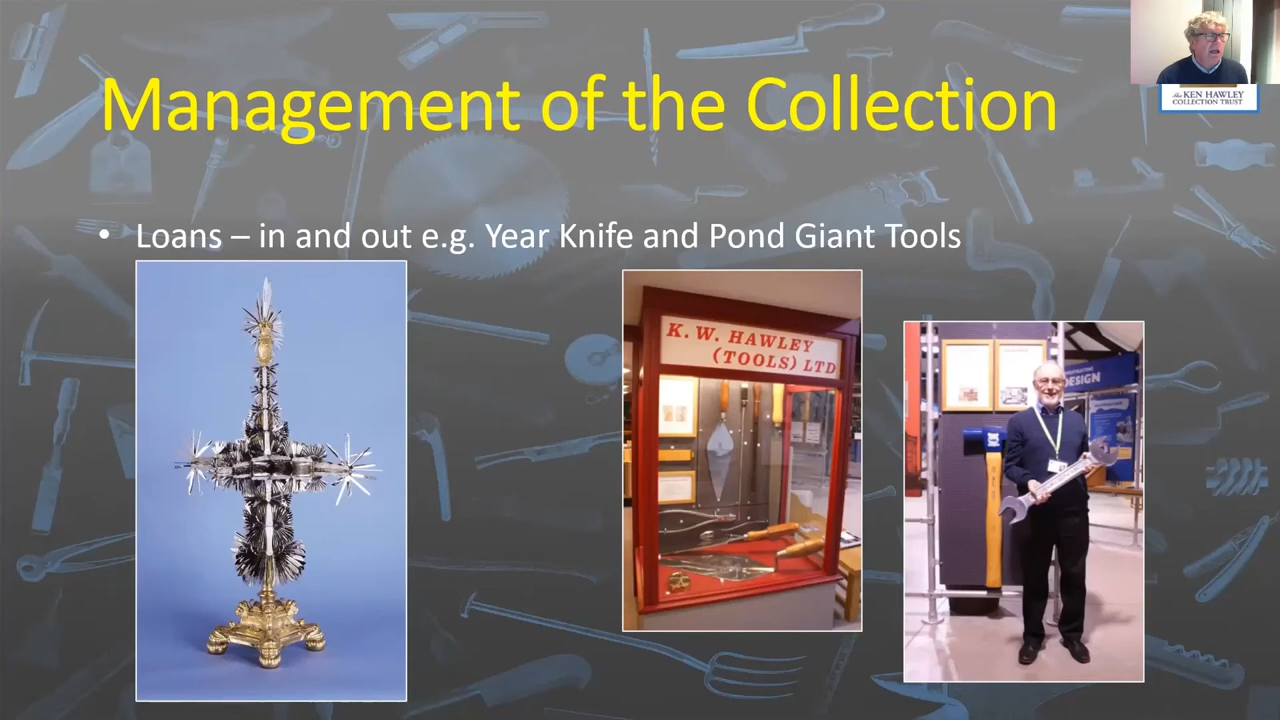 Management of the Collection
the KEN HAWLEY
COLLECTION TRUST
• Loans – in and out e.g. Year Knife and Pond Giant Tools
K. W. HAWLEY
(TOOLS) LTD
DESIGN